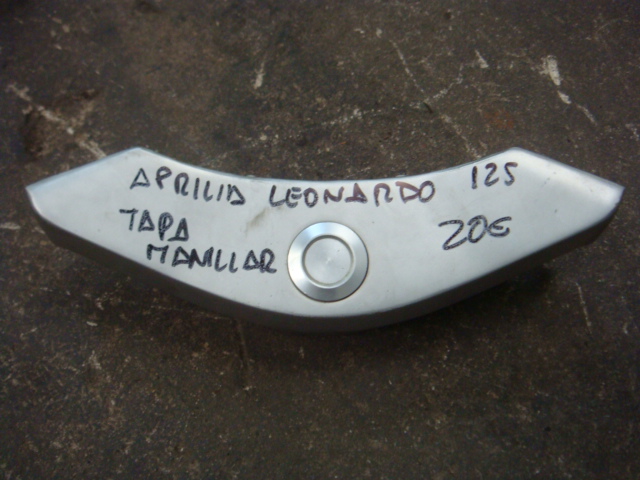 APRILIA LEONARDO 125
TAPA
MANILLAR
20€